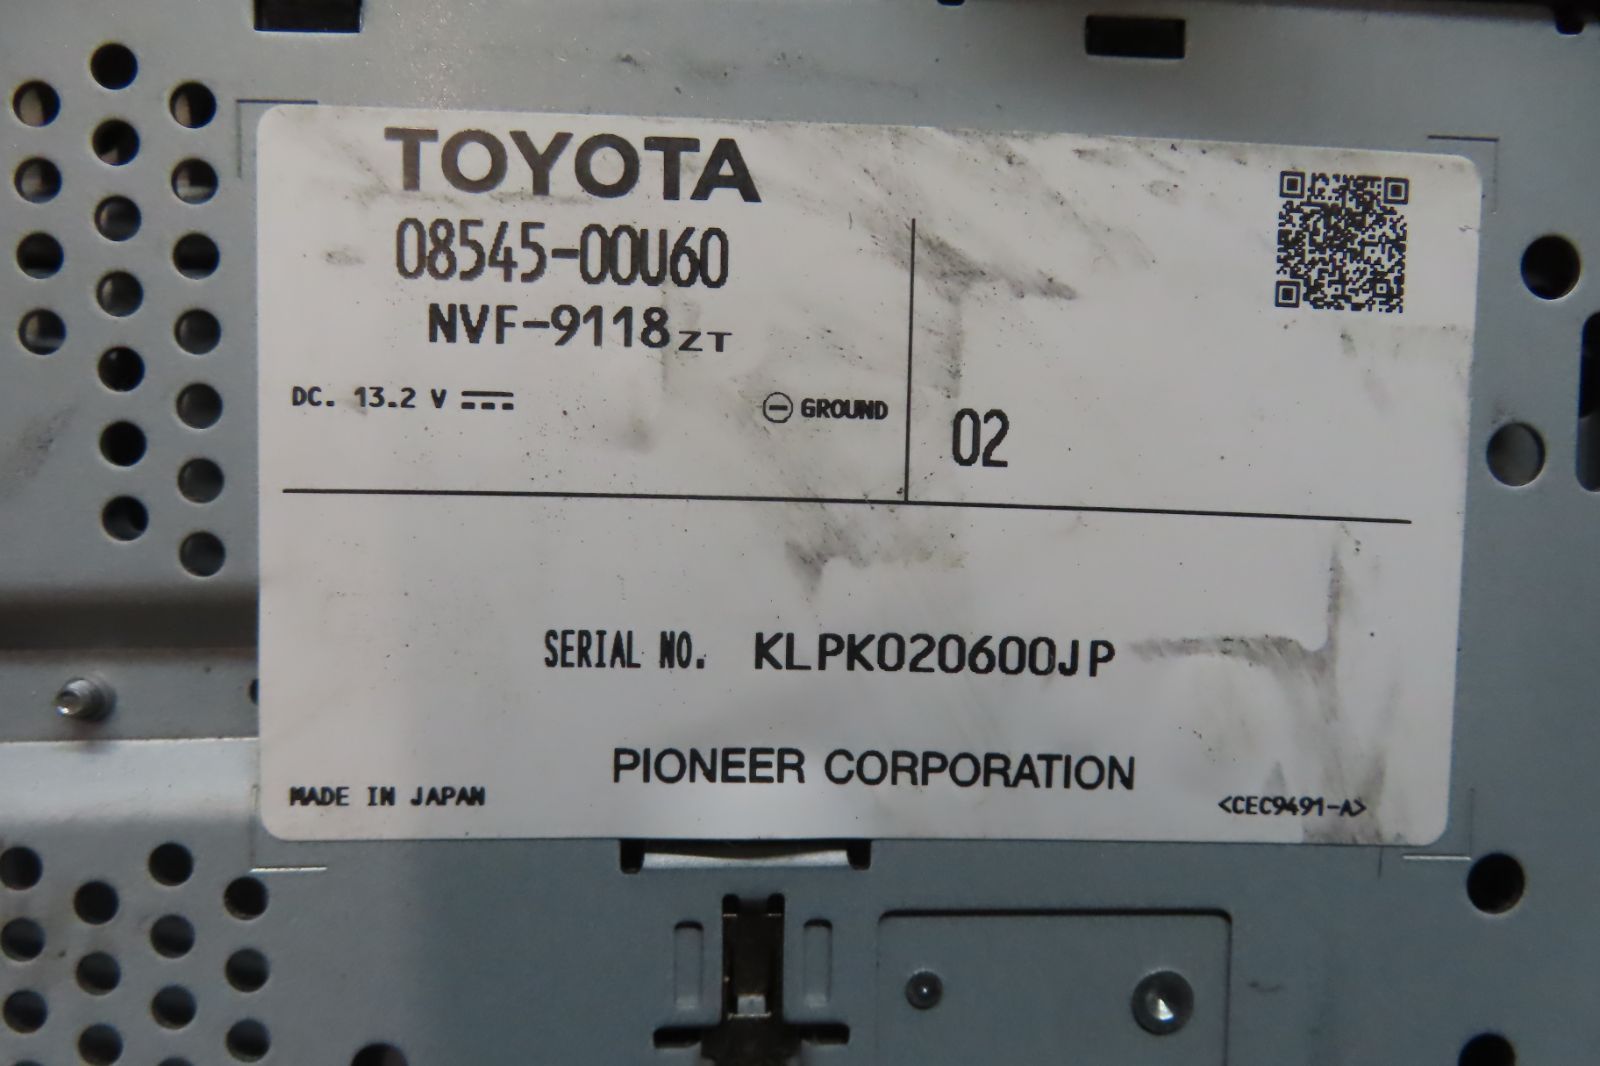 TOYOTA
08545-00U60
NVF-9118ZT
DC. 13.2 V
GROUND
02
SERIAL NO. KLPK020600JP
PIONEER CORPORATION
MADE IN JAPAN
<CEC9491-A>